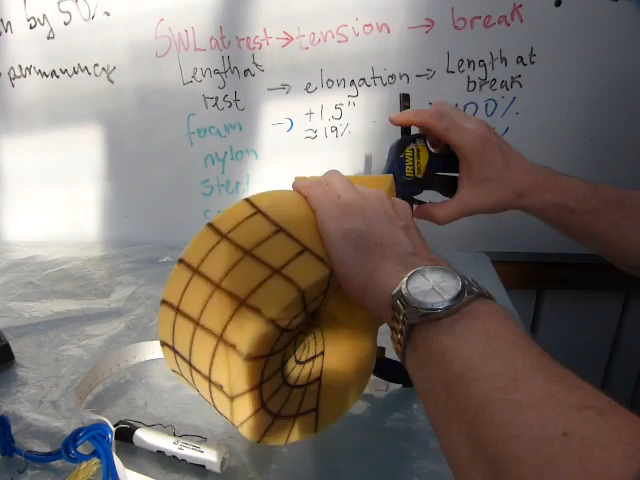 n by 50%
permanency
SWL at rest → tension → break
Length at rest → elongation → Length at break
foam → +1.5" 100%
≈ 19%
nylon
steel
IRWIN